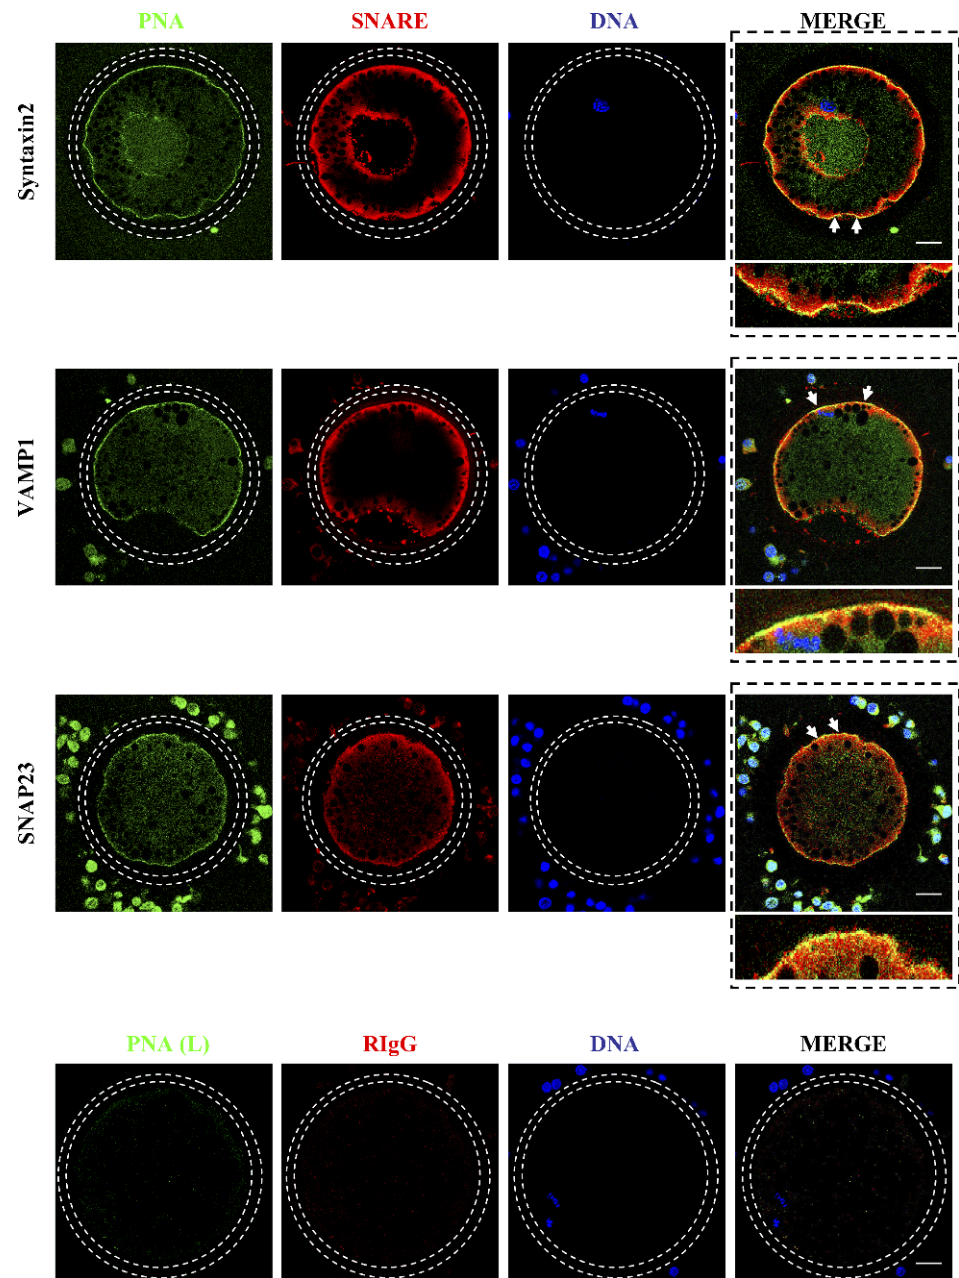 PNA SNARE DNA MERGE
Syntaxin2
VAMP1
SNAP23
PNA (L) RIgG DNA MERGE